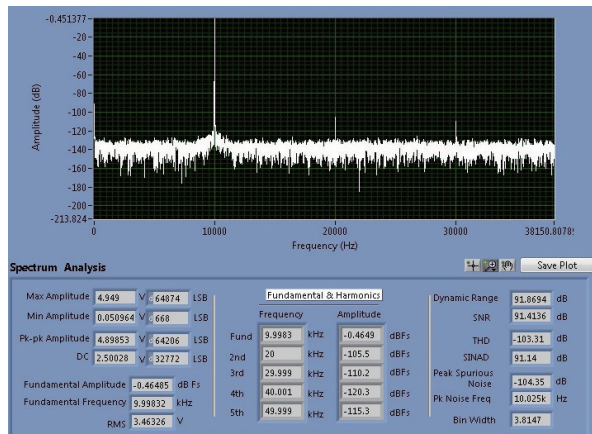 -0.451377
-20
-40
-60
-80
-100
-120
-140
-160
-180
-200
-213.824
Amplitude (dB)
0 10000 20000 30000
Frequency (Hz)
Spectrum Analysis
Save Plot
Max Amplitude 4.949 V 64874 LSB
Min Amplitude 0.050964 V 668 LSB
Pk-pk Amplitude 4.89853 V 64206 LSB
DC 2.50028 V 32772 LSB
Fundamental Amplitude -0.46485 dB Fs
Fundamental Frequency 9.99832 kHz
RMS 3.46326 V
Fundamental & Harmonics
Frequency Amplitude
Fund 9.9983 kHz -0.4649 dBFs
2nd 20 kHz -105.5 dBFs
3rd 29.999 kHz -110.2 dBFs
4th 40.001 kHz -120.3 dBFs
5th 49.999 kHz -115.3 dBFs
Dynamic Range 91.8694 dB
SNR 91.4136 dB
THD -103.31 dB
SINAD 91.14 dB
Peak Spurious
Noise -104.35 dB
Pk Noise Freq 10.025k Hz
Bin Width 3.8147